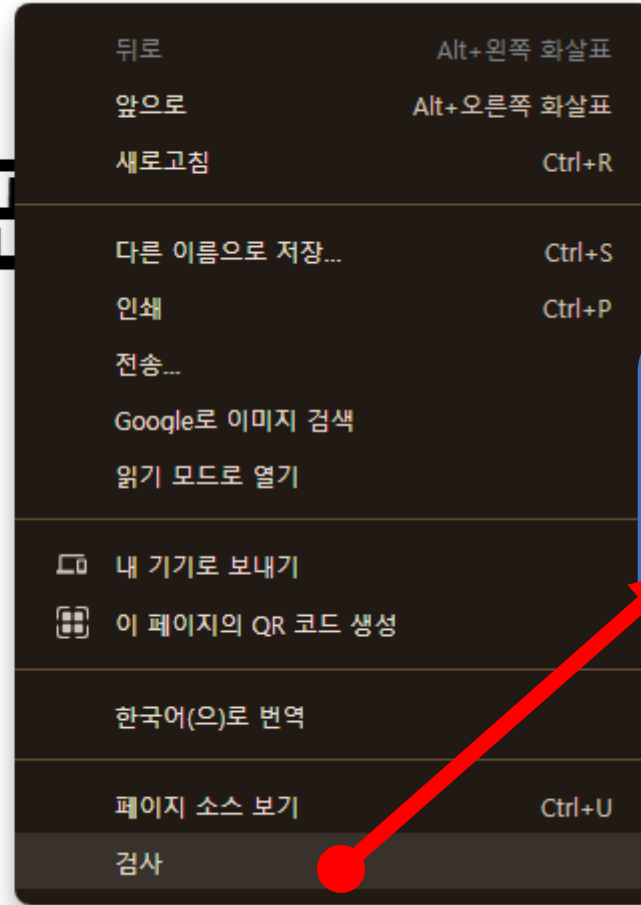 뒤로 Alt+왼쪽 화살표
앞으로 Alt+오른쪽 화살표
새로고침 Ctrl+R
다른 이름으로 저장... Ctrl+S
인쇄 Ctrl+P
전송...
Google로 이미지 검색
읽기 모드로 열기
내 기기로 보내기
이 페이지의 QR 코드 생성
한국어(으)로 번역
페이지 소스 보기 Ctrl+U
검사